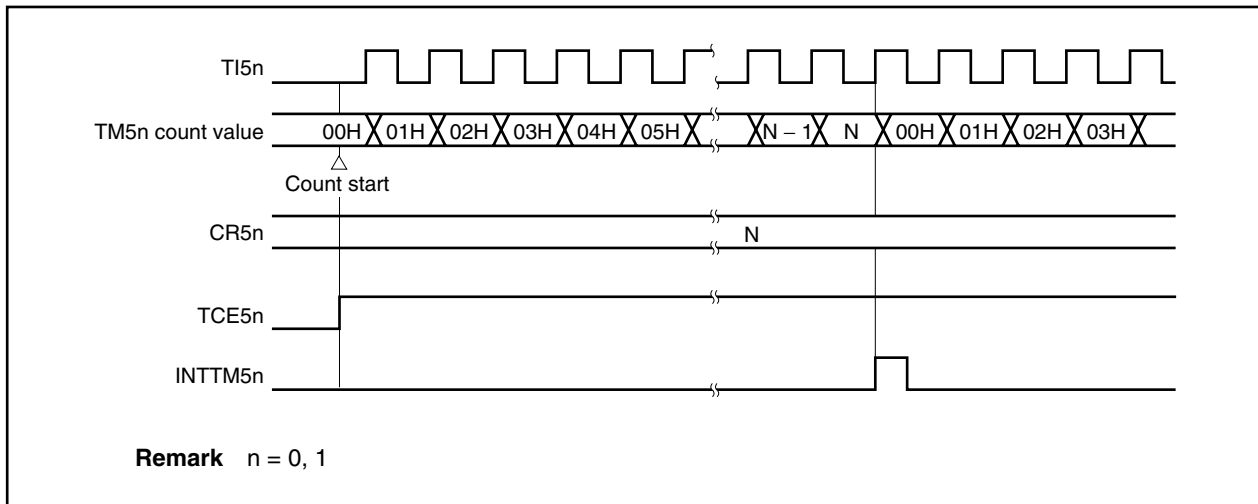 TI5n
TM5n count value 00H 01H 02H 03H 04H 05H N − 1 N 00H 01H 02H 03H
Count start
CR5n N
TCE5n
INTTM5n
Remark n = 0, 1